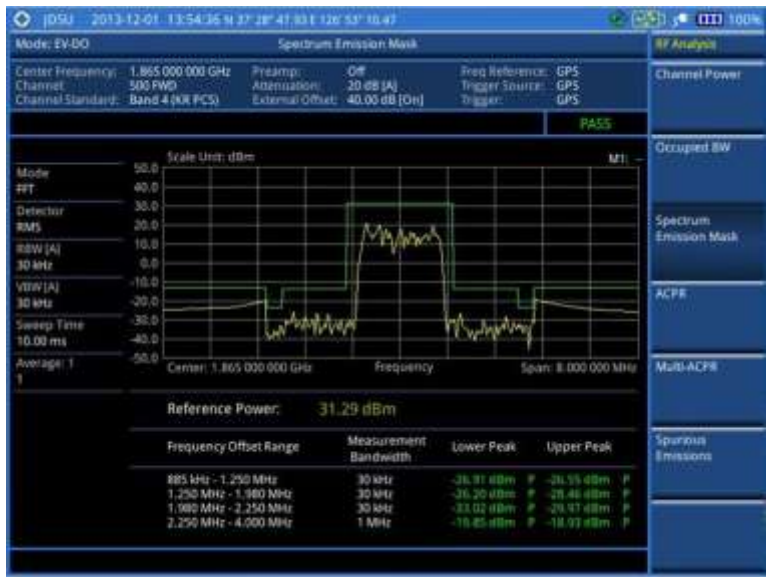 JDSU 2013-12-01 13:54:36 N 37° 28' 41.93 E 126° 53' 10.47 100%
Mode: EV-DO Spectrum Emission Mask RF Analysis
Center Frequency: 1.865 000 000 GHz Preamp: Off Freq Reference: GPS
Channel: 500 FWD Attenuation: 20 dB [A] Trigger Source: GPS
Channel Standard: Band 4 (KR PCS) External Offset: 40.00 dB [On] Trigger: GPS
PASS
Channel Power
Occupied BW
Spectrum
Emission Mask
ACPR
Multi-ACPR
Spurious
Emissions
Scale Unit: dBm M1: --
Mode
FFT
Detector
RMS
RBW [A]
30 kHz
VBW [A]
30 kHz
Sweep Time
10.00 ms
Average: 1
1
50.0
40.0
30.0
20.0
10.0
0.0
-10.0
-20.0
-30.0
-40.0
-50.0
Center: 1.865 000 000 GHz Frequency Span: 8.000 000 MHz
Reference Power: 31.29 dBm
Frequency Offset Range Measurement Bandwidth Lower Peak Upper Peak
885 kHz - 1.250 MHz 30 kHz -26.91 dBm P -26.55 dBm P
1.250 MHz - 1.980 MHz 30 kHz -26.20 dBm P -28.46 dBm P
1.980 MHz - 2.250 MHz 30 kHz -33.02 dBm P -29.97 dBm P
2.250 MHz - 4.000 MHz 1 MHz -19.85 dBm P -18.93 dBm P